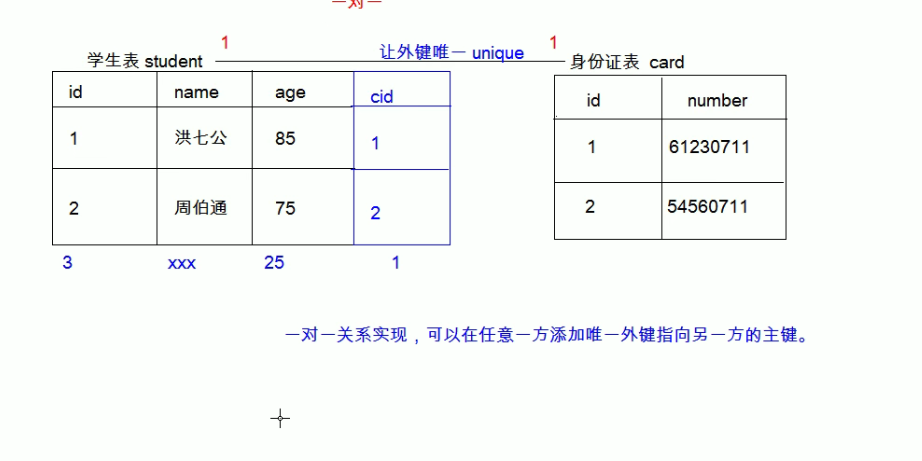 一对一
1 让外键唯一 unique 1
学生表 student
身份证表 card
id name age cid
1 洪七公 85 1
2 周伯通 75 2
3 xxx 25 1
id number
1 61230711
2 54560711
一对一关系实现，可以在任意一方添加唯一外键指向另一方的主键。